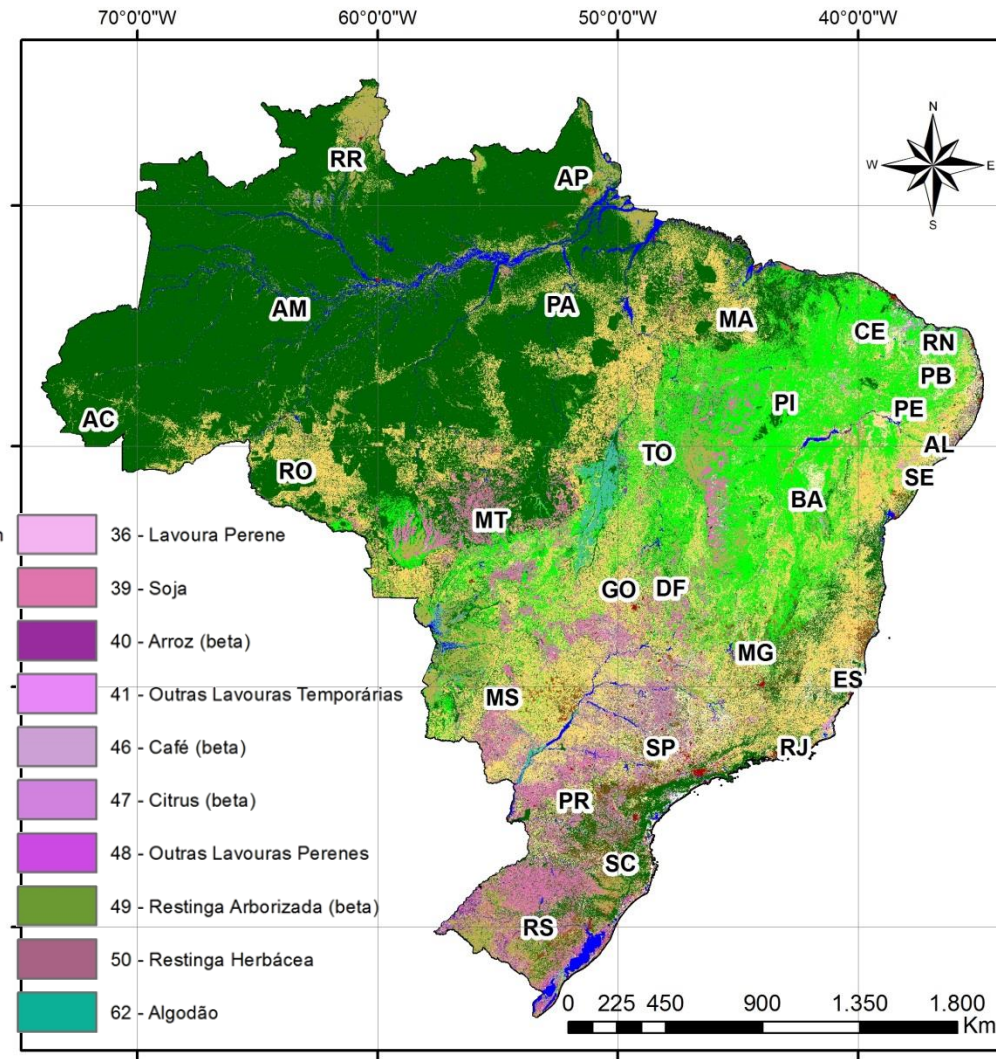 70°0'0"W 60°0'0"W 50°0'0"W 40°0'0"W
N
W E
S
RR
AP
AM
PA
MA
CE
RN
PB
PI
PE
AC
AL
TO
RO
SE
BA
MT
GO DF
MG
ES
MS
SP
RJ
PR
SC
RS
36 - Lavoura Perene
39 - Soja
40 - Arroz (beta)
41 - Outras Lavouras Temporárias
46 - Café (beta)
47 - Citrus (beta)
48 - Outras Lavouras Perenes
49 - Restinga Arborizada (beta)
50 - Restinga Herbácea
62 - Algodão
0 225 450 900 1.350 1.800
Km